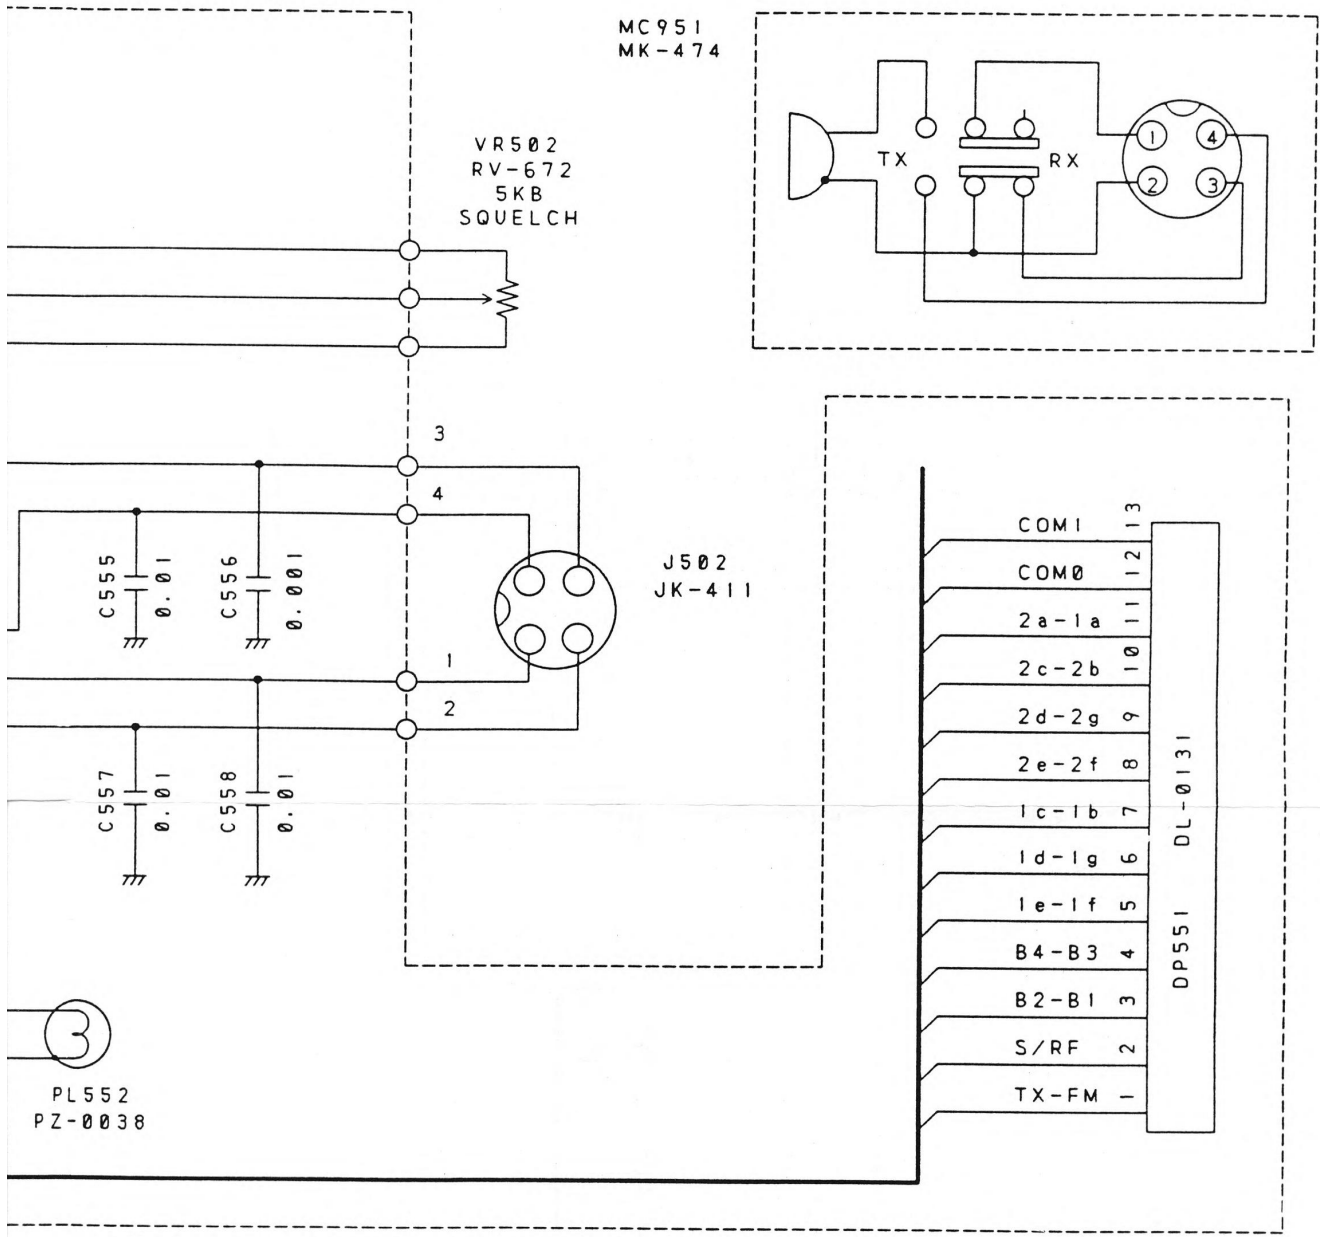 MC951
MK-474
TX
RX
1
4
2
3
VR502
RV-672
5KB
SQUELCH
3
4
C555
0.01
C556
0.001
J502
JK-411
1
2
C557
0.01
C558
0.01
PL552
PZ-0038
COM1 13
COM0 12
2a-1a 11
2c-2b 10
2d-2g 9
2e-2f 8
1c-1b 7
1d-1g 6
1e-1f 5
B4-B3 4
B2-B1 3
S/RF 2
TX-FM 1
DP551 DL-0131